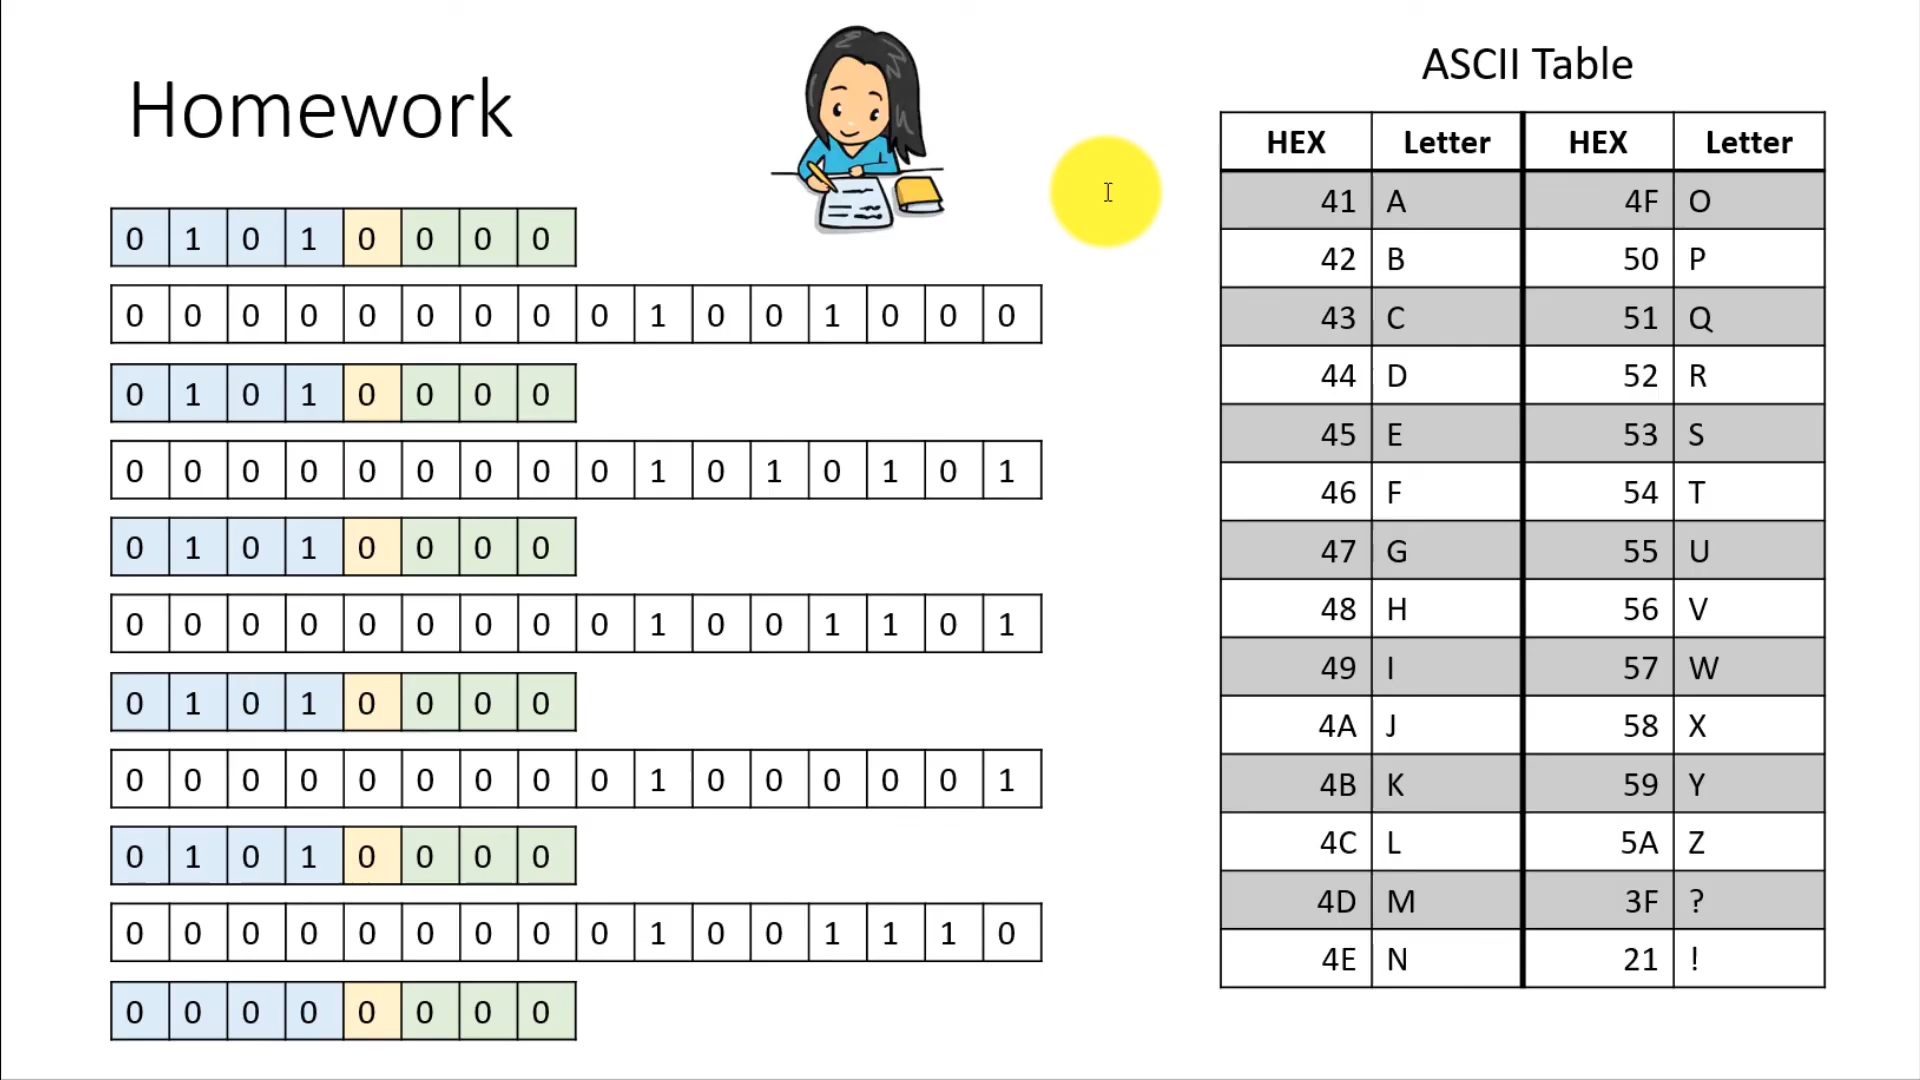 Homework
0 1 0 1 0 0 0 0
0 0 0 0 0 0 0 0 0 1 0 0 1 0 0 0
0 1 0 1 0 0 0 0
0 0 0 0 0 0 0 0 0 1 0 1 0 1 0 1
0 1 0 1 0 0 0 0
0 0 0 0 0 0 0 0 0 1 0 0 1 1 0 1
0 1 0 1 0 0 0 0
0 0 0 0 0 0 0 0 0 1 0 0 0 0 0 1
0 1 0 1 0 0 0 0
0 0 0 0 0 0 0 0 0 1 0 0 1 1 1 0
0 0 0 0 0 0 0 0
ASCII Table
HEX Letter HEX Letter
41 A 4F O
42 B 50 P
43 C 51 Q
44 D 52 R
45 E 53 S
46 F 54 T
47 G 55 U
48 H 56 V
49 I 57 W
4A J 58 X
4B K 59 Y
4C L 5A Z
4D M 3F ?
4E N 21 !